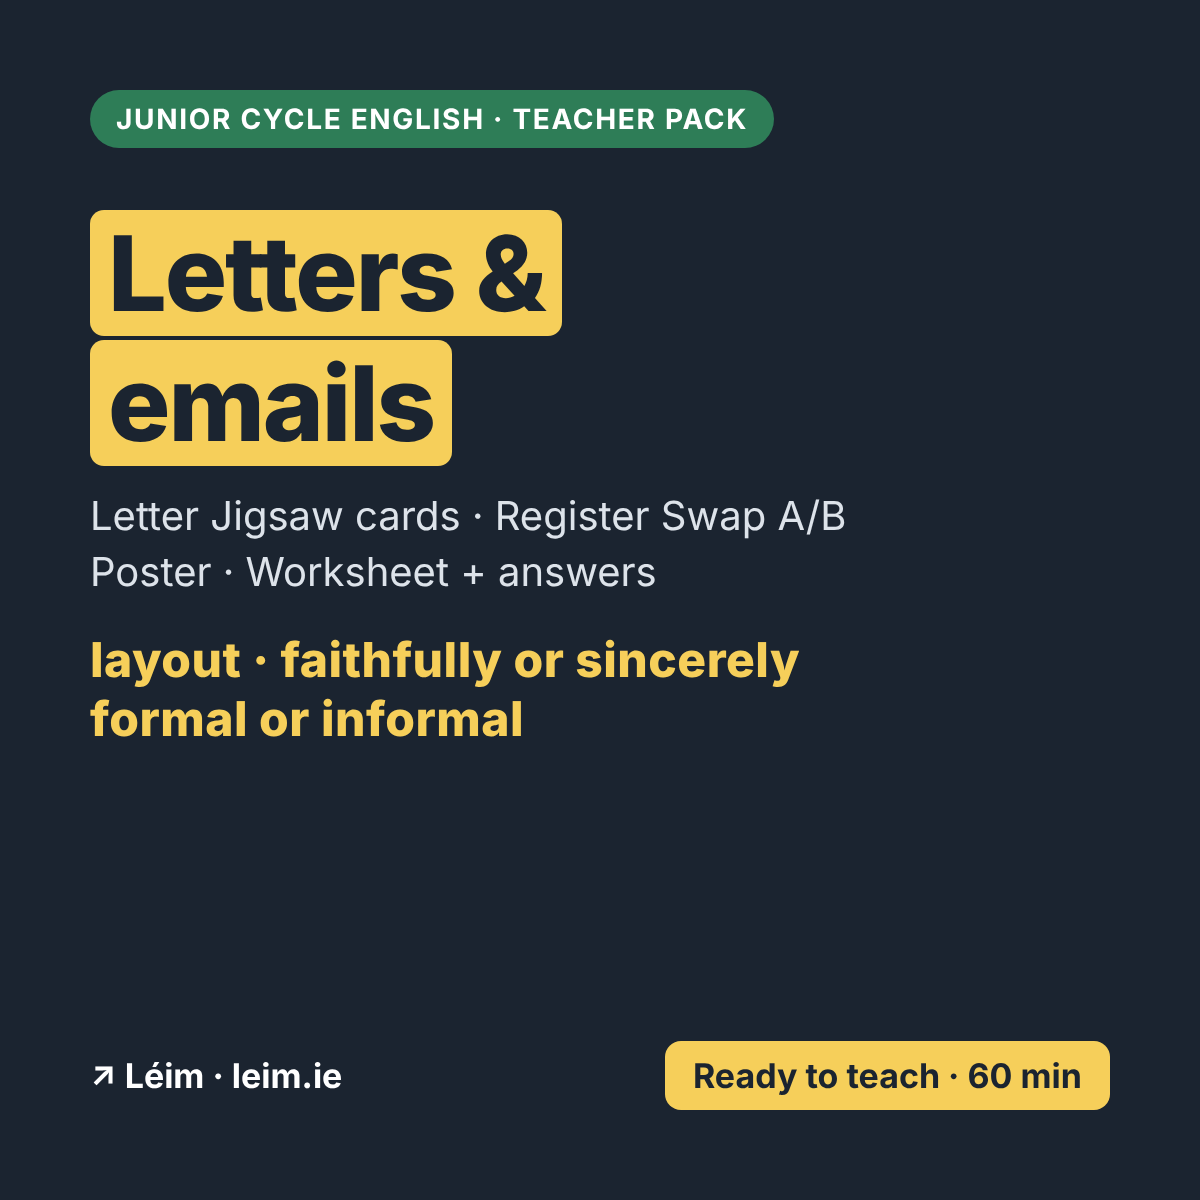 JUNIOR CYCLE ENGLISH · TEACHER PACK
Letters &
emails
Letter Jigsaw cards · Register Swap A/B
Poster · Worksheet + answers
layout · faithfully or sincerely
formal or informal
↗ Léim · leim.ie
Ready to teach · 60 min